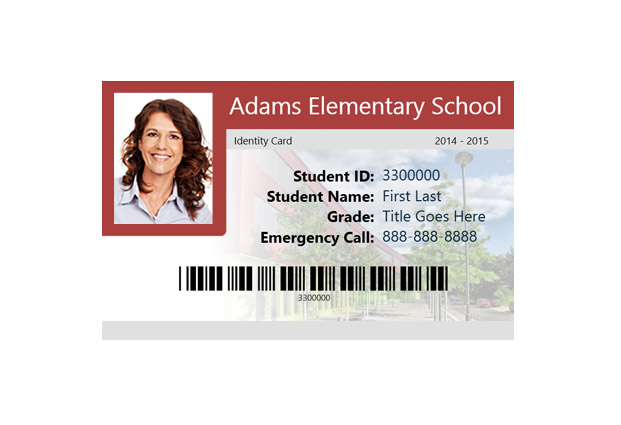 Adams Elementary School
Identity Card 2014 - 2015
Student ID: 3300000
Student Name: First Last
Grade: Title Goes Here
Emergency Call: 888-888-8888
3300000